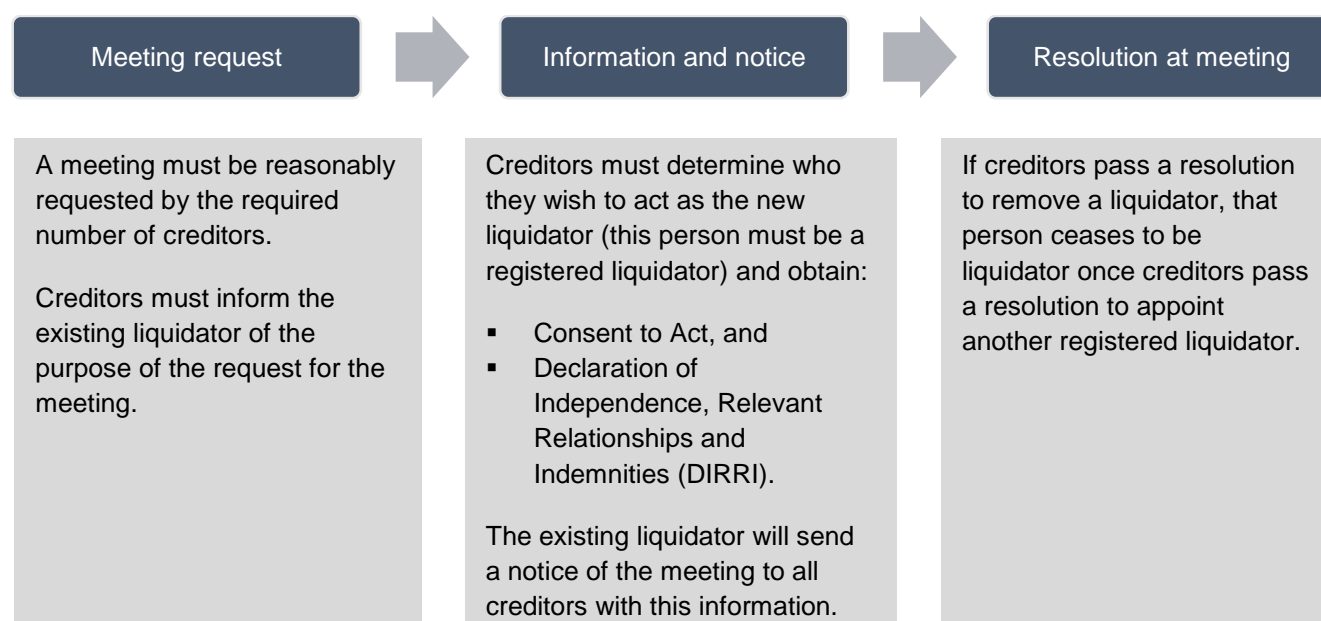 Meeting request
Information and notice
Resolution at meeting
A meeting must be reasonably
requested by the required
number of creditors.
Creditors must inform the
existing liquidator of the
purpose of the request for the
meeting.
Creditors must determine who
they wish to act as the new
liquidator (this person must be a
registered liquidator) and obtain:
▪ Consent to Act, and
▪ Declaration of
Independence, Relevant
Relationships and
Indemnities (DIRRI).
The existing liquidator will send
a notice of the meeting to all
creditors with this information.
If creditors pass a resolution
to remove a liquidator, that
person ceases to be
liquidator once creditors pass
a resolution to appoint
another registered liquidator.